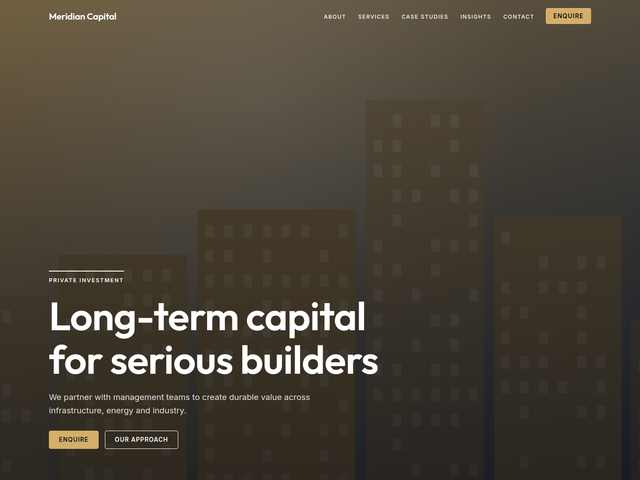 Meridian Capital
ABOUT SERVICES CASE STUDIES INSIGHTS CONTACT ENQUIRE
PRIVATE INVESTMENT
Long-term capital
for serious builders
We partner with management teams to create durable value across
infrastructure, energy and industry.
ENQUIRE OUR APPROACH